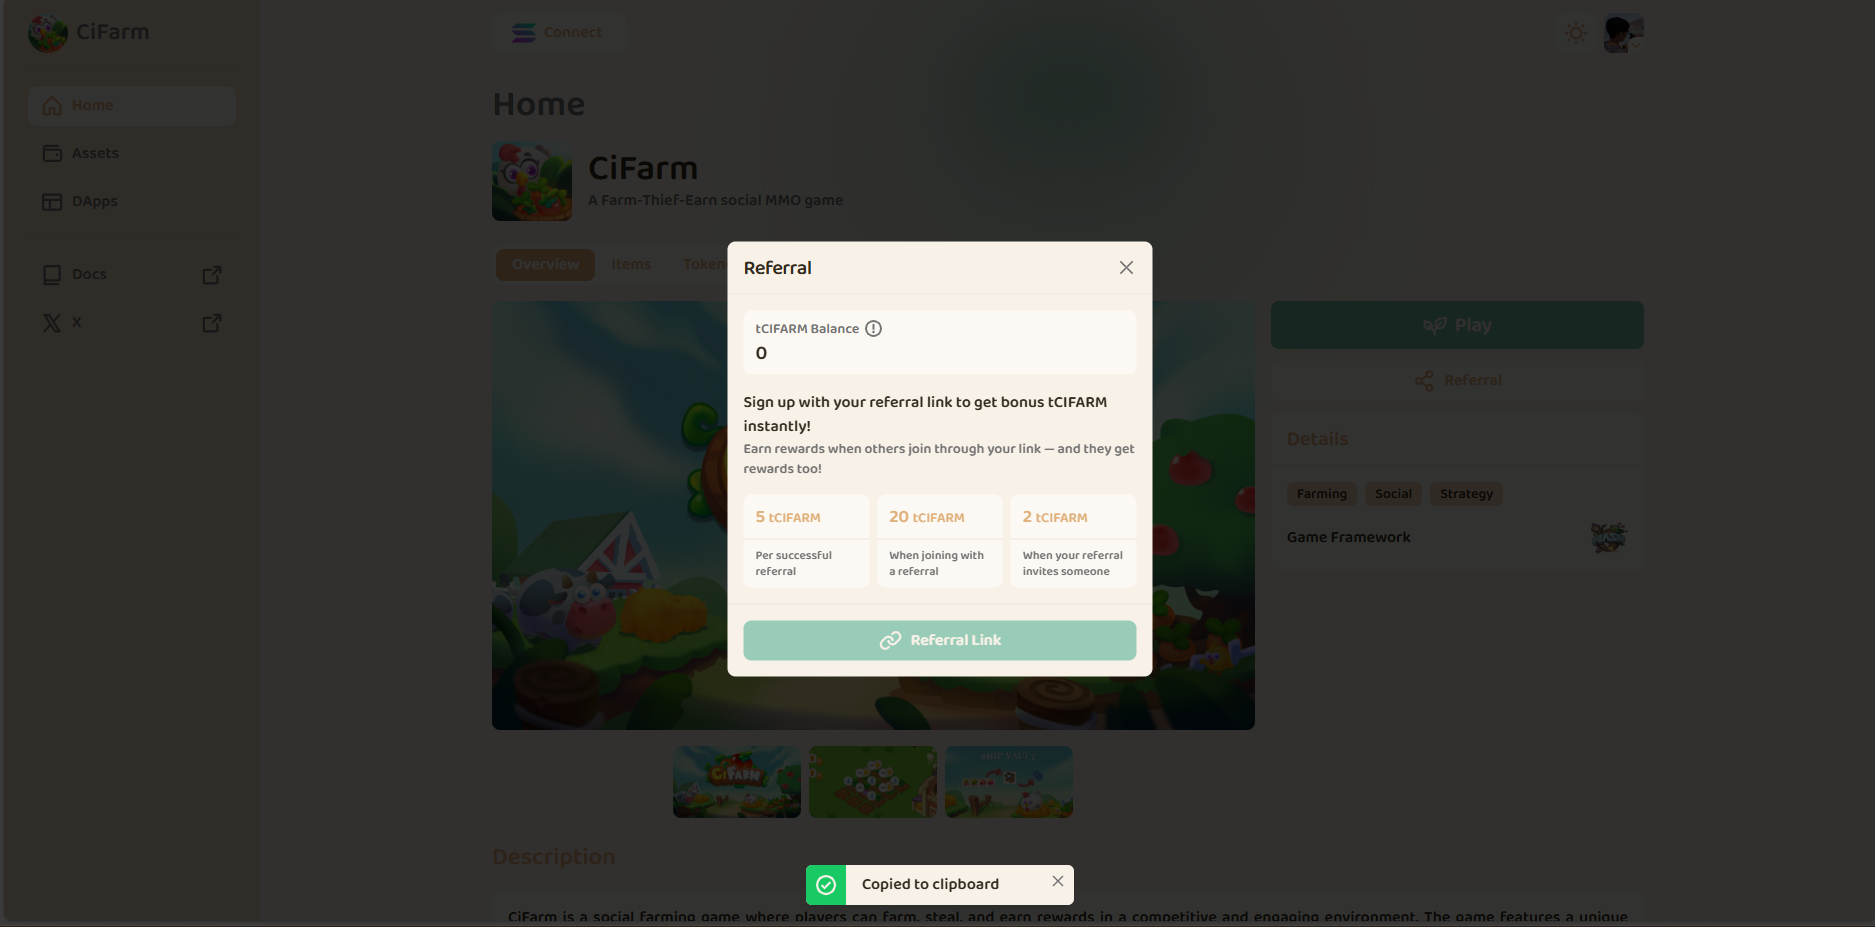 CiFarm
Connect
Home
Assets
DApps
Docs
X
Home
CiFarm
A Farm-Thief-Earn social MMO game
Overview
Items
Token
Play
Referral
Details
Farming
Social
Strategy
Game Framework
Referral
tCIFARM Balance
0
Sign up with your referral link to get bonus tCIFARM
instantly!
Earn rewards when others join through your link — and they get
rewards too!
5 tCIFARM
Per successful
referral
20 tCIFARM
When joining with
a referral
2 tCIFARM
When your referral
invites someone
Referral Link
CiFARM
Description
Copied to clipboard
CiFarm is a social farming game where players can farm, steal, and earn rewards in a competitive and engaging environment. The game features a unique